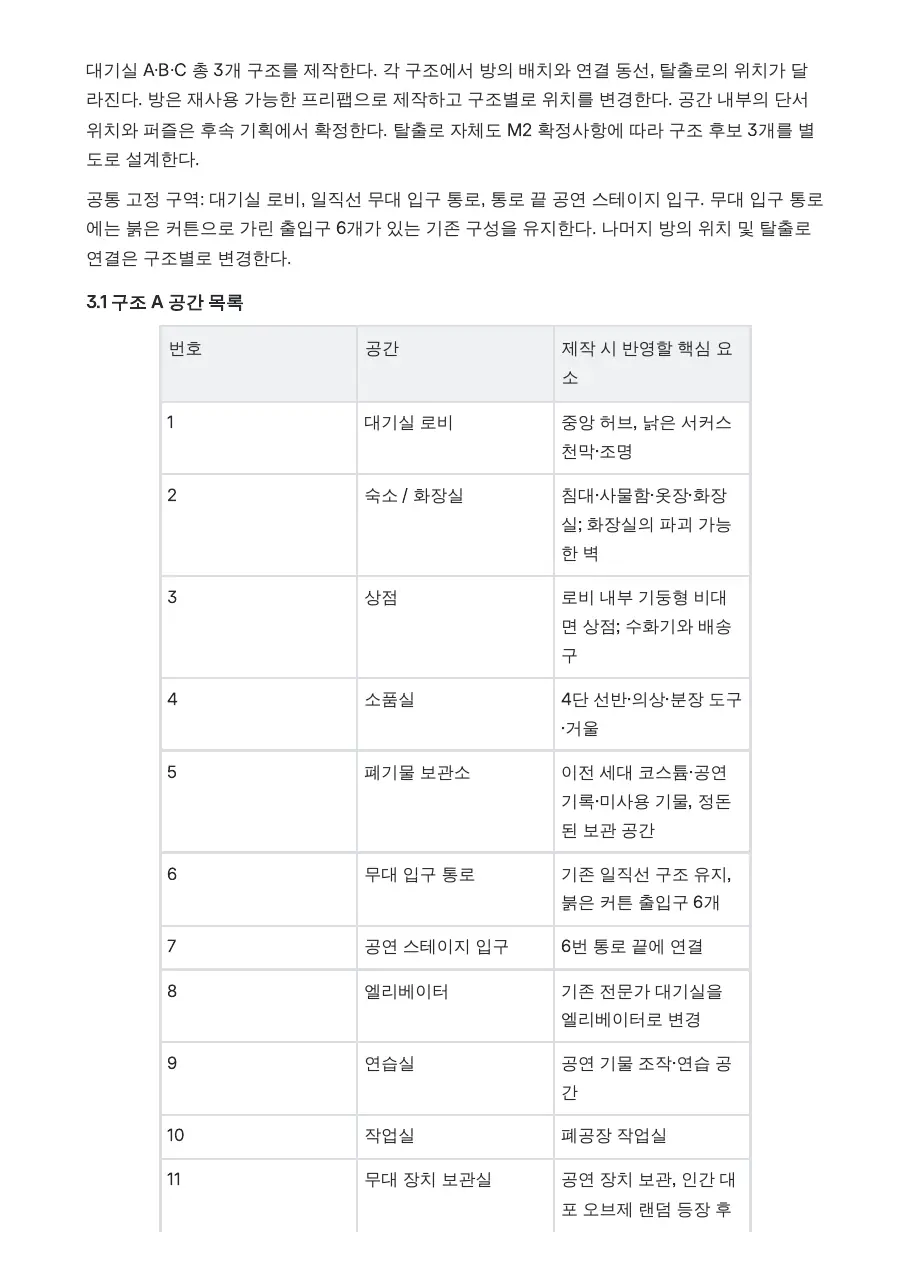 대기실 A·B·C 총 3개 구조를 제작한다. 각 구조에서 방의 배치와 연결 동선, 탈출로의 위치가 달
라진다. 방은 재사용 가능한 프리팹으로 제작하고 구조별로 위치를 변경한다. 공간 내부의 단서
위치와 퍼즐은 후속 기획에서 확정한다. 탈출로 자체도 M2 확정사항에 따라 구조 후보 3개를 별
도로 설계한다.
공통 고정 구역: 대기실 로비, 일직선 무대 입구 통로, 통로 끝 공연 스테이지 입구. 무대 입구 통로
에는 붉은 커튼으로 가린 출입구 6개가 있는 기존 구성을 유지한다. 나머지 방의 위치 및 탈출로
연결은 구조별로 변경한다.
3.1 구조 A 공간 목록
번호 공간 제작 시 반영할 핵심 요
소
1 대기실 로비 중앙 허브, 낡은 서커스
천막·조명
2 숙소 / 화장실 침대·사물함·옷장·화장
실; 화장실의 파괴 가능
한 벽
3 상점 로비 내부 기둥형 비대
면 상점; 수화기와 배송
구
4 소품실 4단 선반·의상·분장 도구
·거울
5 폐기물 보관소 이전 세대 코스튬·공연
기록·미사용 기물, 정돈
된 보관 공간
6 무대 입구 통로 기존 일직선 구조 유지,
붉은 커튼 출입구 6개
7 공연 스테이지 입구 6번 통로 끝에 연결
8 엘리베이터 기존 전문가 대기실을
엘리베이터로 변경
9 연습실 공연 기물 조작·연습 공
간
10 작업실 폐공장 작업실
11 무대 장치 보관실 공연 장치 보관, 인간 대
포 오브제 랜덤 등장 후